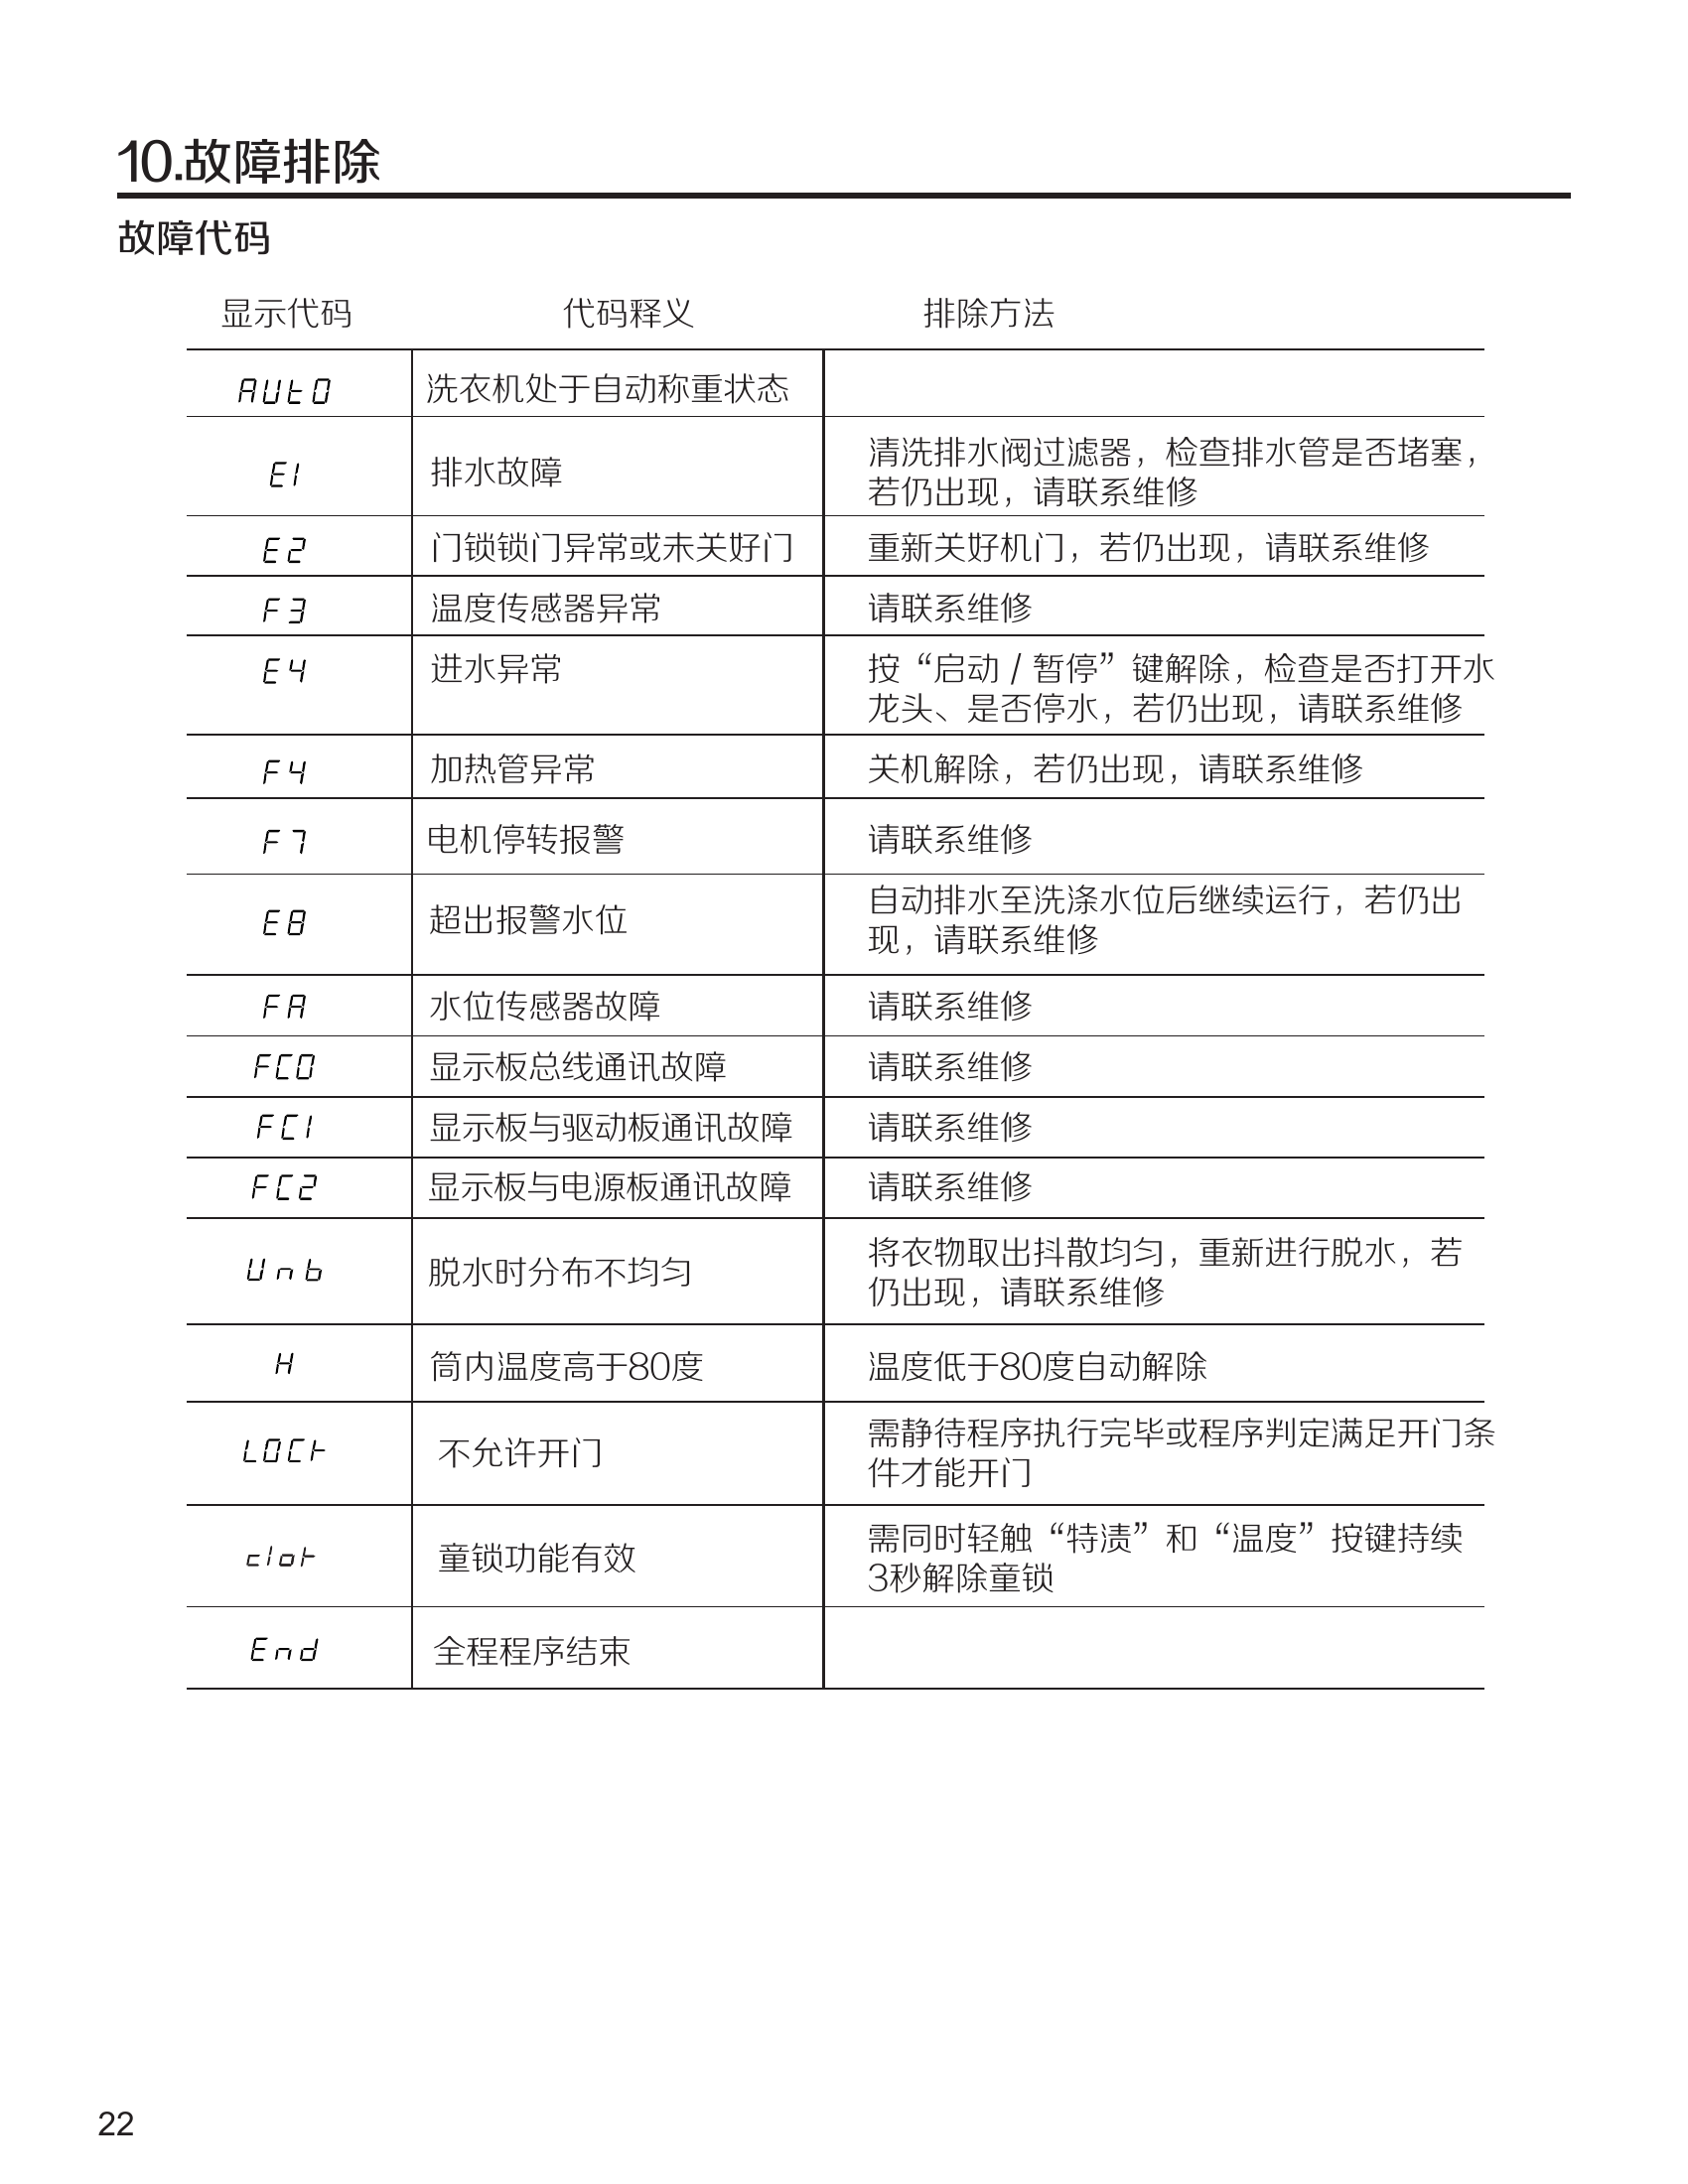 10.故障排除
故障代码
显示代码 代码释义 排除方法
AUtO 洗衣机处于自动称重状态
E1 排水故障 清洗排水阀过滤器，检查排水管是否堵塞，
若仍出现，请联系维修
E2 门锁锁门异常或未关好门 重新关好机门，若仍出现，请联系维修
F3 温度传感器异常 请联系维修
E4 进水异常 按“启动 / 暂停”键解除，检查是否打开水
龙头、是否停水，若仍出现，请联系维修
F4 加热管异常 关机解除，若仍出现，请联系维修
F7 电机停转报警 请联系维修
E8 超出报警水位 自动排水至洗涤水位后继续运行，若仍出
现，请联系维修
FA 水位传感器故障 请联系维修
FC0 显示板总线通讯故障 请联系维修
FC1 显示板与驱动板通讯故障 请联系维修
FC2 显示板与电源板通讯故障 请联系维修
Unb 脱水时分布不均匀 将衣物取出抖散均匀，重新进行脱水，若
仍出现，请联系维修
H 筒内温度高于80度 温度低于80度自动解除
LOCk 不允许开门 需静待程序执行完毕或程序判定满足开门条
件才能开门
clok 童锁功能有效 需同时轻触“特渍”和“温度”按键持续
3秒解除童锁
End 全程程序结束
22